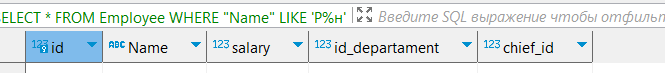 SELECT * FROM Employee WHERE "Name" LIKE 'P%н' Введите SQL выражение чтобы отфильт
123 id ABC Name 123 salary 123 id_departament 123 chief_id